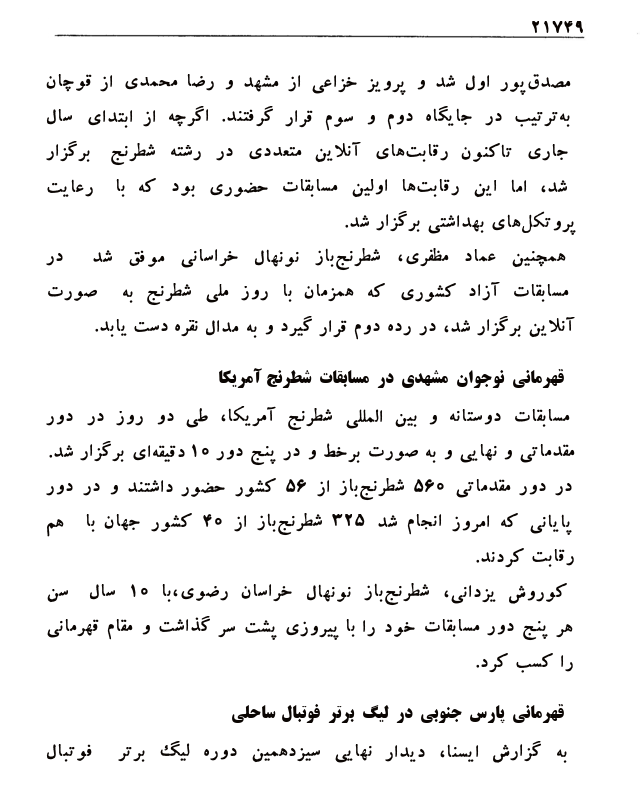 ۲۱۷۴۹
مصدق‌پور اول شد و پرویز خزاعی از مشهد و رضا محمدی از قوچان
به‌ترتیب در جایگاه دوم و سوم قرار گرفتند. اگرچه از ابتدای سال
جاری تاکنون رقابت‌های آنلاین متعددی در رشته شطرنج برگزار
شد، اما این رقابت‌ها اولین مسابقات حضوری بود که با رعایت
پروتکل‌های بهداشتی برگزار شد.
همچنین عماد مظفری، شطرنج‌باز نونهال خراسانی موفق شد در
مسابقات آزاد کشوری که همزمان با روز ملی شطرنج به صورت
آنلاین برگزار شد، در رده دوم قرار گیرد و به مدال نقره دست یابد.
قهرمانی نوجوان مشهدی در مسابقات شطرنج آمریکا
مسابقات دوستانه و بین المللی شطرنج آمریکا، طی دو روز در دور
مقدماتی و نهایی و به صورت برخط و در پنج دور ۱۰ دقیقه‌ای برگزار شد.
در دور مقدماتی ۵۶۰ شطرنج‌باز از ۵۶ کشور حضور داشتند و در دور
پایانی که امروز انجام شد ۳۲۵ شطرنج‌باز از ۴۰ کشور جهان با هم
رقابت کردند.
کوروش یزدانی، شطرنج‌باز نونهال خراسان رضوی،با ۱۰ سال سن
هر پنج دور مسابقات خود را با پیروزی پشت سر گذاشت و مقام قهرمانی
را کسب کرد.
قهرمانی پارس جنوبی در لیگ برتر فوتبال ساحلی
به گزارش ایسنا، دیدار نهایی سیزدهمین دوره لیگ برتر فوتبال